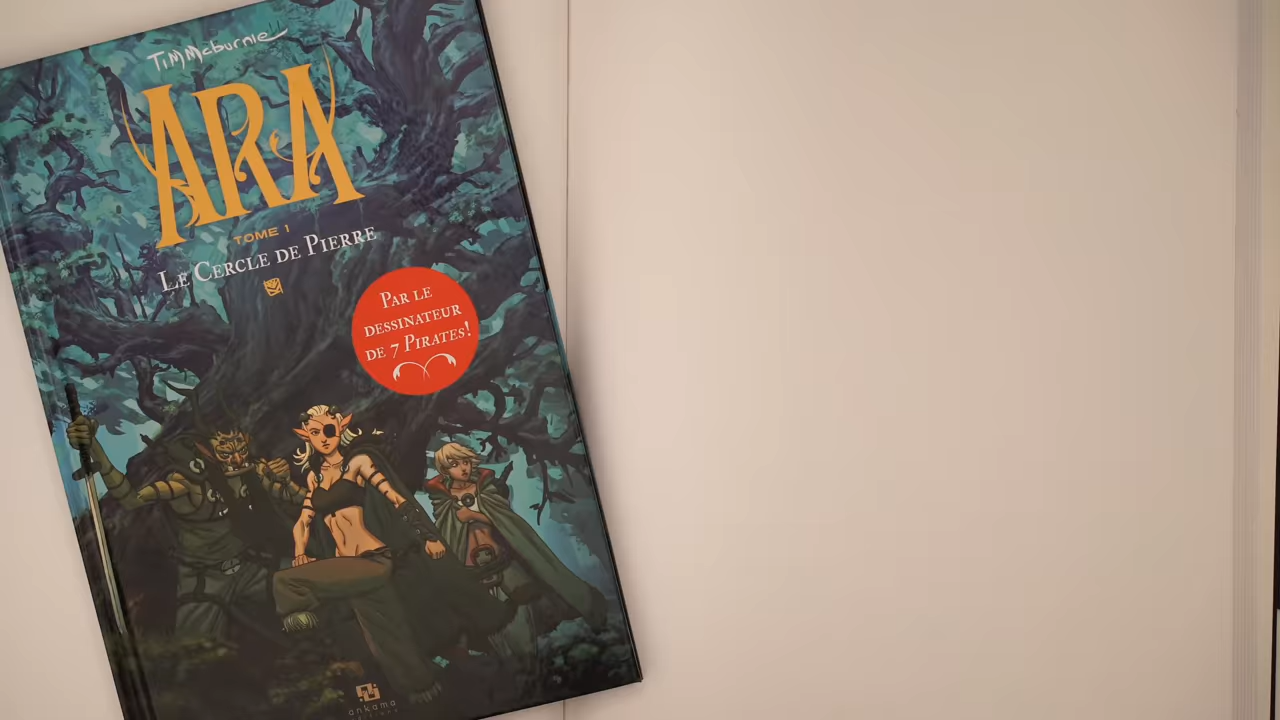 TIMMcburnie
ARA
TOME 1
LE CERCLE DE PIERRE
PAR LE
DESSINATEUR
DE 7 PIRATES!
ankama